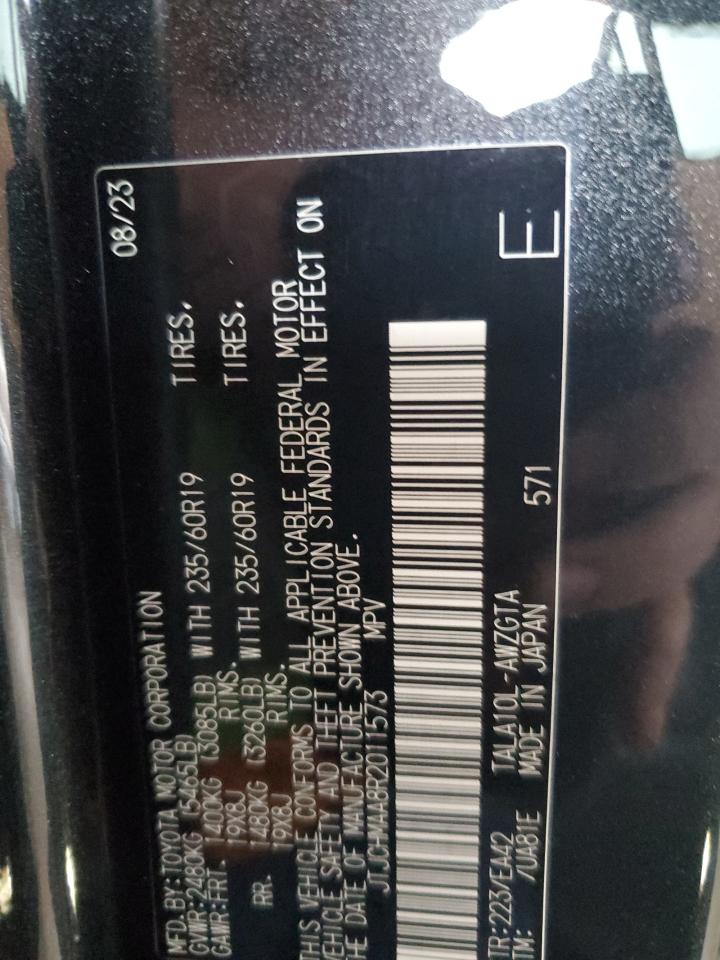 08/23
MFD. BY:TOYOTA MOTOR CORPORATION
GVWR:2480KG (5465LB)
GAWR:FRT. 1400KG (3085LB) WITH 235/60R19 TIRES.
19X8J RIMS.
RR. 1480KG (3260LB) WITH 235/60R19 TIRES.
19X8J RIMS.
THIS VEHICLE CONFORMS TO ALL APPLICABLE FEDERAL MOTOR
VEHICLE SAFETY AND THEFT PREVENTION STANDARDS IN EFFECT ON
THE DATE OF MANUFACTURE SHOWN ABOVE.
MPV
TR:223/EA42 TALA10L-AWZGTA
TM: /UA81E MADE IN JAPAN 571
E